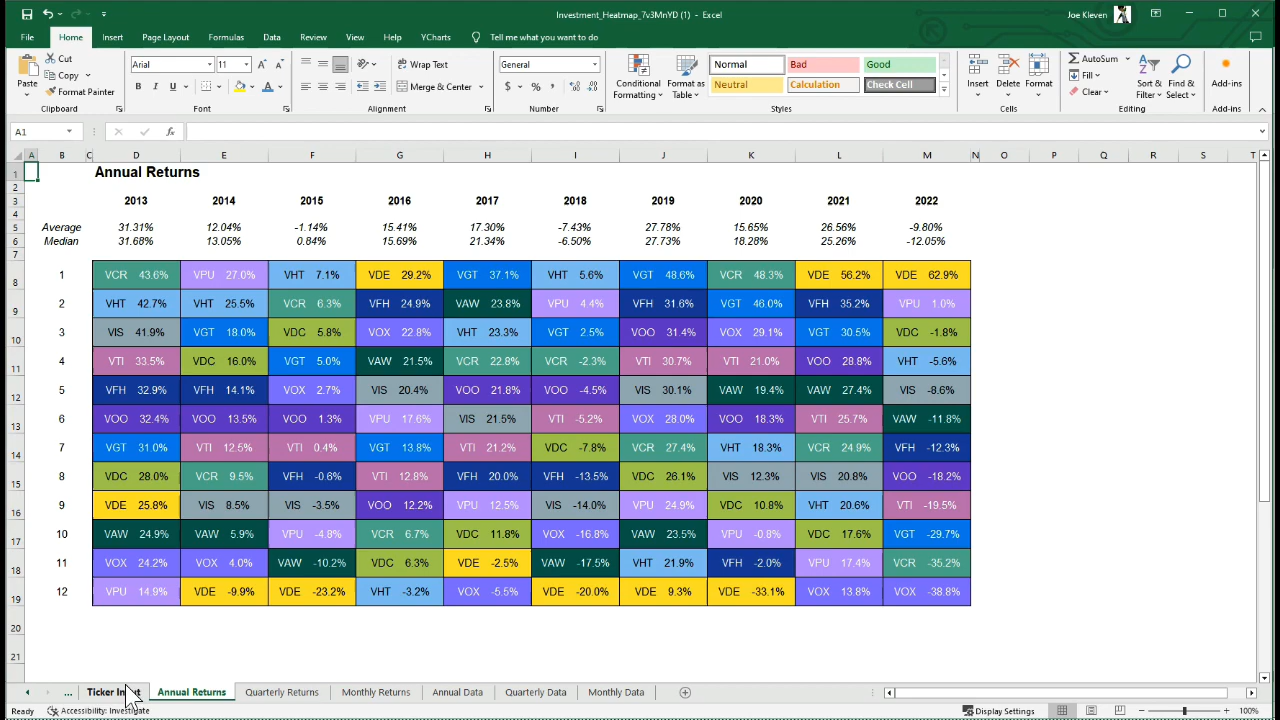 Investment_Heatmap_7v3MnYD (1) - Excel
Joe Kleven
File Home Insert Page Layout Formulas Data Review View Help YCharts Tell me what you want to do
Paste
Cut
Copy
Format Painter
Clipboard
Arial 11
B I U
Font
Wrap Text
Merge & Center
Alignment
General
$ % ,
Number
Conditional Formatting
Format as Table
Normal Bad Good
Neutral Calculation Check Cell
Styles
Insert Delete Format
Cells
AutoSum
Fill
Clear
Sort & Filter
Find & Select
Editing
Add-ins
Add-ins
A1 fx
A B C D E F G H I J K L M N O P Q R S T
1 Annual Returns
2
3 2013 2014 2015 2016 2017 2018 2019 2020 2021 2022
4
5 Average 31.31% 12.04% -1.14% 15.41% 17.30% -7.43% 27.78% 15.65% 26.56% -9.80%
6 Median 31.68% 13.05% 0.84% 15.69% 21.34% -6.50% 27.73% 18.28% 25.26% -12.05%
7
8 1 VCR 43.6% VPU 27.0% VHT 7.1% VDE 29.2% VGT 37.1% VHT 5.6% VGT 48.6% VCR 48.3% VDE 56.2% VDE 62.9%
9 2 VHT 42.7% VHT 25.5% VCR 6.3% VFH 24.9% VAW 23.8% VPU 4.4% VFH 31.6% VGT 46.0% VFH 35.2% VPU 1.0%
10 3 VIS 41.9% VGT 18.0% VDC 5.8% VOX 22.8% VHT 23.3% VGT 2.5% VOO 31.4% VOX 29.1% VGT 30.5% VDC -1.8%
11 4 VTI 33.5% VDC 16.0% VGT 5.0% VAW 21.5% VCR 22.8% VCR -2.3% VTI 30.7% VTI 21.0% VOO 28.8% VHT -5.6%
12 5 VFH 32.9% VFH 14.1% VOX 2.7% VIS 20.4% VOO 21.8% VOO -4.5% VIS 30.1% VAW 19.4% VAW 27.4% VIS -8.6%
13 6 VOO 32.4% VOO 13.5% VOO 1.3% VPU 17.6% VIS 21.5% VTI -5.2% VOX 28.0% VOO 18.3% VTI 25.7% VAW -11.8%
14 7 VGT 31.0% VTI 12.5% VTI 0.4% VGT 13.8% VTI 21.2% VDC -7.8% VCR 27.4% VHT 18.3% VCR 24.9% VFH -12.3%
15 8 VDC 28.0% VCR 9.5% VFH -0.6% VTI 12.8% VFH 20.0% VFH -13.5% VDC 26.1% VIS 12.3% VIS 20.8% VOO -18.2%
16 9 VDE 25.8% VIS 8.5% VIS -3.5% VOO 12.2% VPU 12.5% VIS -14.0% VPU 24.9% VDC 10.8% VHT 20.6% VTI -19.5%
17 10 VAW 24.9% VAW 5.9% VPU -4.8% VCR 6.7% VDC 11.8% VOX -16.8% VAW 23.5% VPU -0.8% VDC 17.6% VGT -29.7%
18 11 VOX 24.2% VOX 4.0% VAW -10.2% VDC 6.3% VDE -2.5% VAW -17.5% VHT 21.9% VFH -2.0% VPU 17.4% VCR -35.2%
19 12 VPU 14.9% VDE -9.9% VDE -23.2% VHT -3.2% VOX -5.5% VDE -20.0% VDE 9.3% VDE -33.1% VOX 13.8% VOX -38.8%
20
21
... Ticker Input Annual Returns Quarterly Returns Monthly Returns Annual Data Quarterly Data Monthly Data
Ready Accessibility: Investigate Display Settings 100%